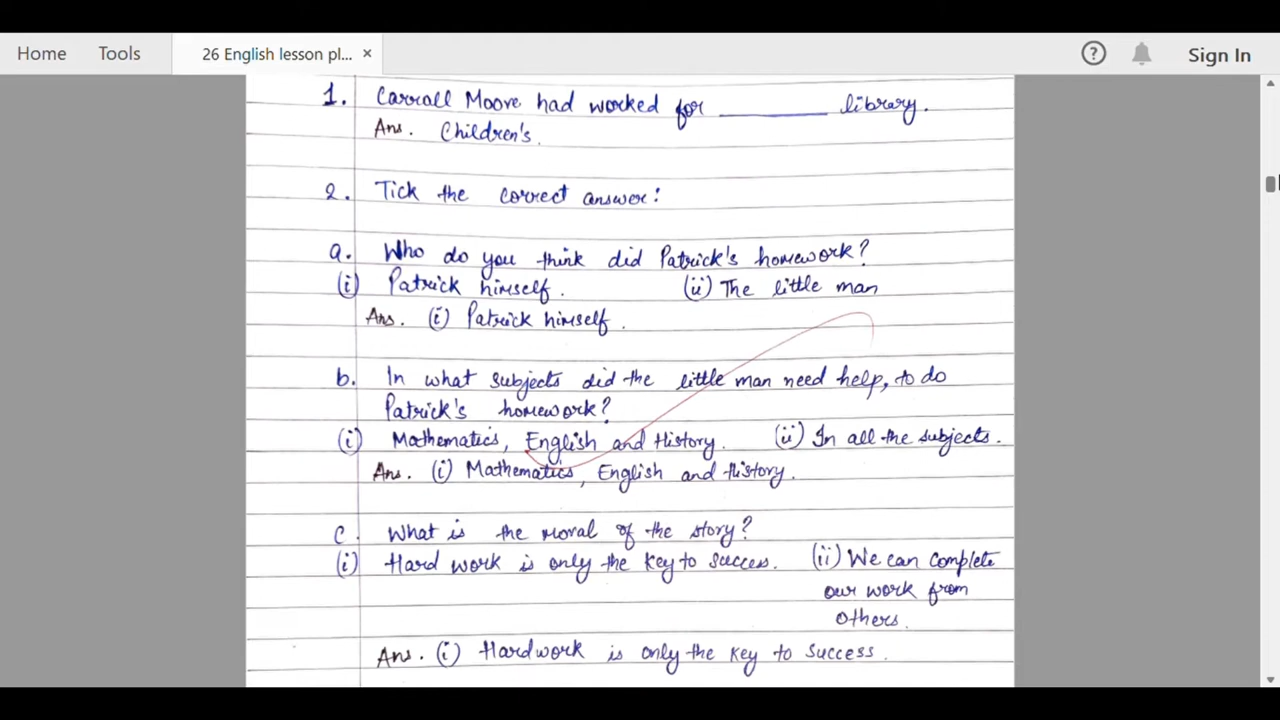 Home Tools 26 English lesson pl... × ? Sign In
1. Carrall Moore had worked for ________ library.
Ans. Children's.
2. Tick the correct answer:
a. Who do you think did Patrick's homework?
(i) Patrick himself. (ii) The little man
Ans. (i) Patrick himself.
b. In what subjects did the little man need help, to do
Patrick's homework?
(i) Mathematics, English and History. (ii) In all the subjects.
Ans. (i) Mathematics, English and History.
c. What is the moral of the story?
(i) Hard work is only the key to success. (ii) We can complete
our work from
others.
Ans. (i) Hardwork is only the key to success.